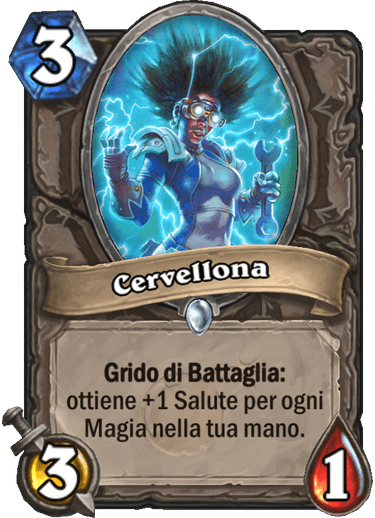 3
Cervellona
Grido di Battaglia:
ottiene +1 Salute per ogni
Magia nella tua mano.
3
1